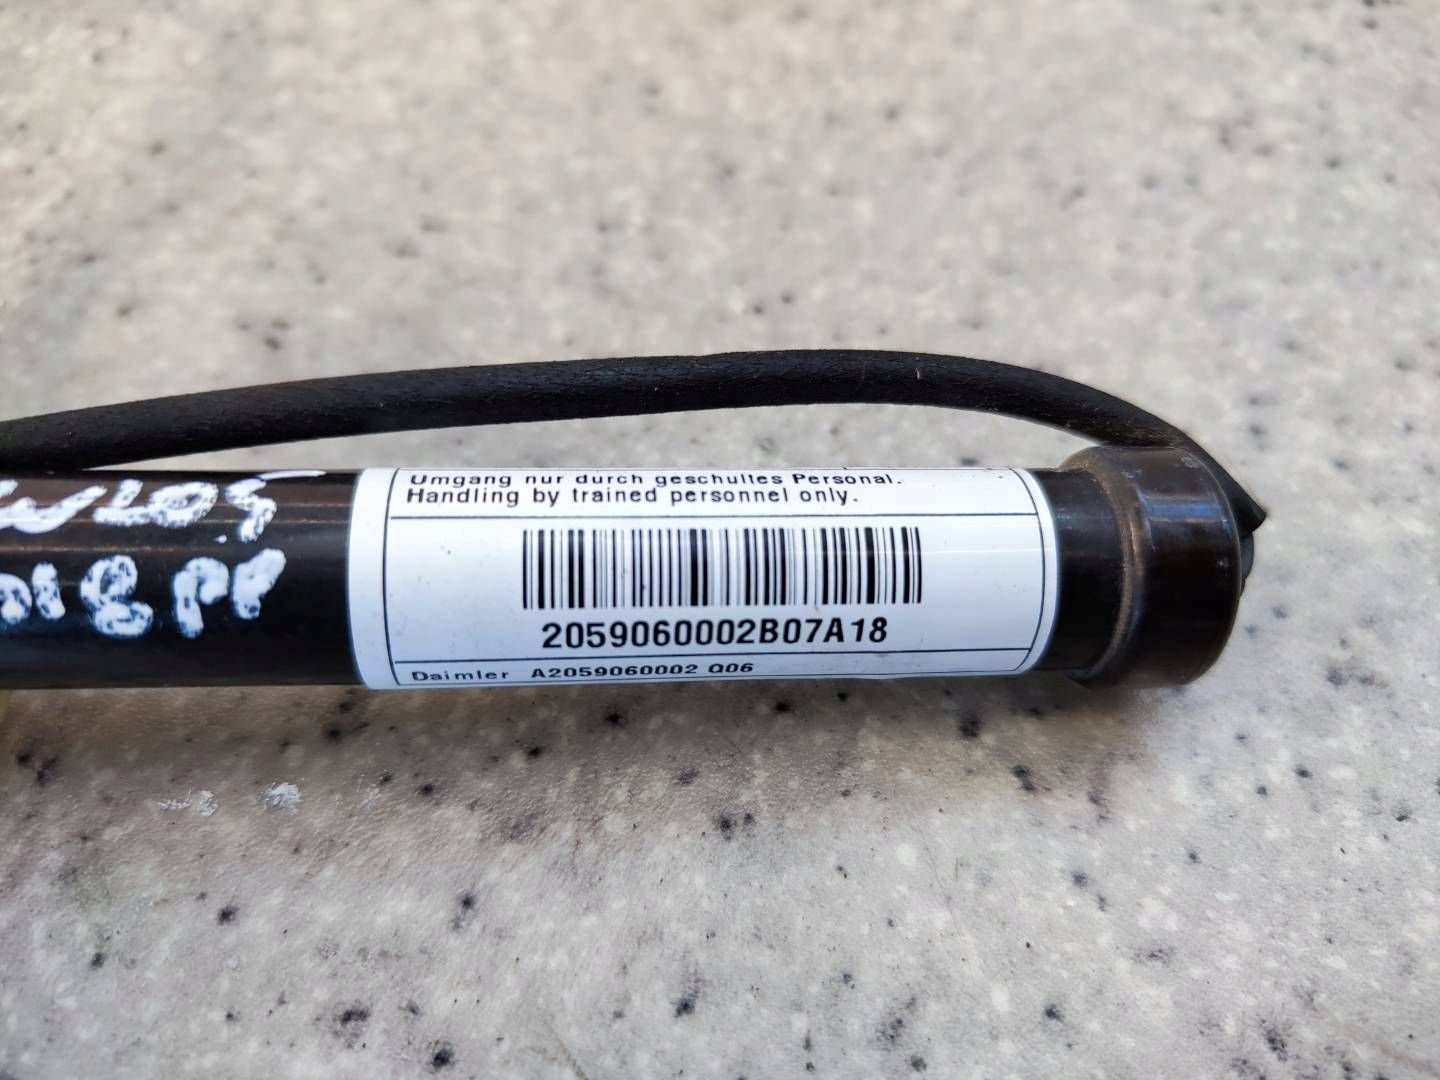 Umgang nur durch geschultes Personal.
Handling by trained personnel only.
2059060002B07A18
Daimler A2059060002 Q06